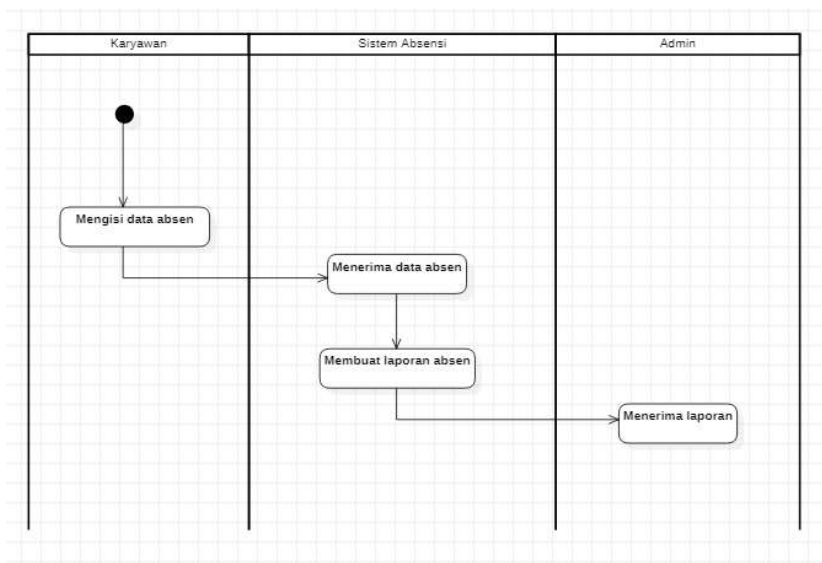 Karyawan
Sistem Absensi
Admin
Mengisi data absen
Menerima data absen
Membuat laporan absen
Menerima laporan